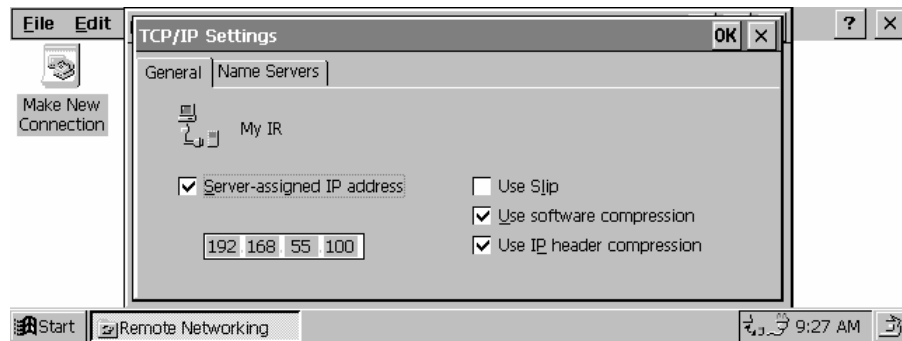 File Edit
? ×
TCP/IP Settings
OK ×
General Name Servers
Make New
Connection
My IR
Server-assigned IP address
Use Slip
Use software compression
192 168 55 100
Use IP header compression
Start
Remote Networking
9:27 AM